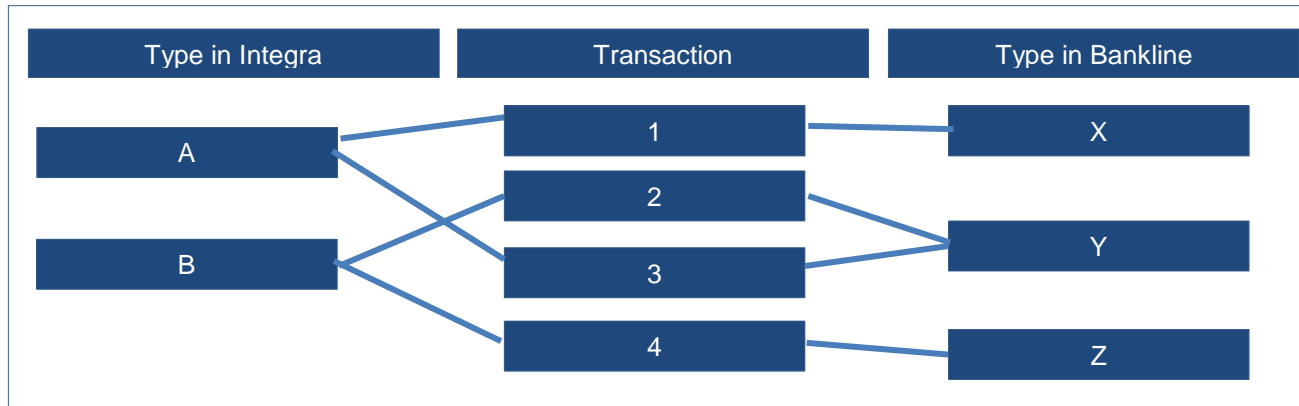 Type in Integra
Transaction
Type in Bankline
A
1
X
2
B
3
Y
4
Z